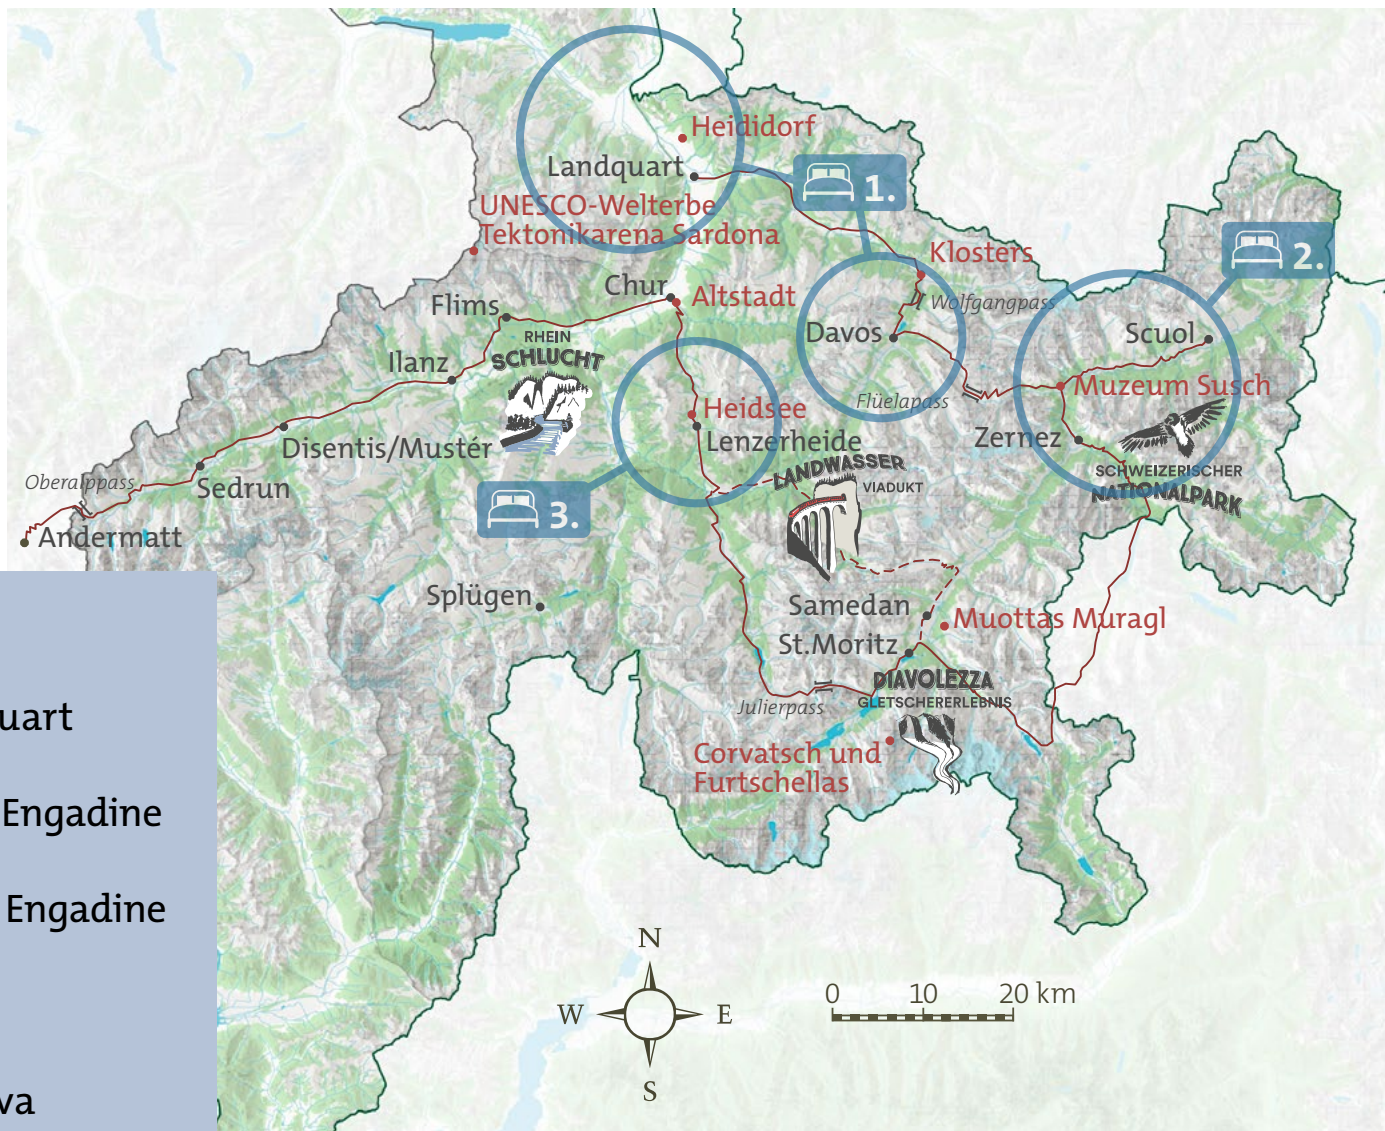 Heididorf
Landquart
1.
UNESCO-Welterbe
Tektonikarena Sardona
Klosters
2.
Chur
Altstadt
Wolfgangpass
Flims
Davos
Scuol
RHEIN
SCHLUCHT
Ilanz
Muzeum Susch
Flüelapass
Heidsee
Lenzerheide
Zernez
Disentis/Mustér
LANDWASSER
VIADUKT
SCHWEIZERISCHER
NATIONALPARK
Oberalppass
Sedrun
3.
Andermatt
Splügen
Samedan
Muottas Muragl
St.Moritz
DIAVOLEZZA
GLETSCHERERLEBNIS
Julierpass
Corvatsch und
Furtschellas
uart
Engadine
Engadine
va
N
W
E
S
0 10 20 km